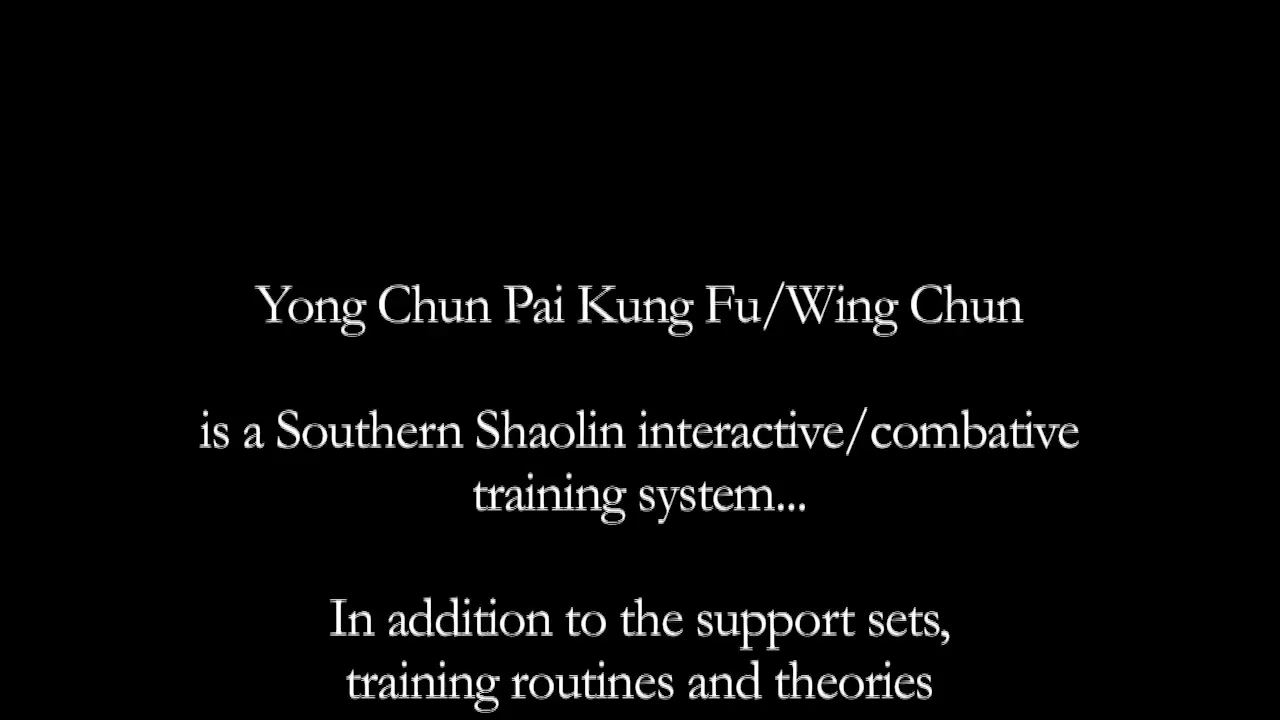 Yong Chun Pai Kung Fu/Wing Chun
is a Southern Shaolin interactive/combative
training system...
In addition to the support sets,
training routines and theories